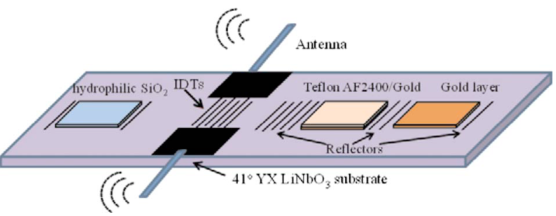 Antenna
hydrophilic SiO2
IDTs
Teflon AF2400/Gold
Gold layer
Reflectors
41° YX LiNbO3 substrate